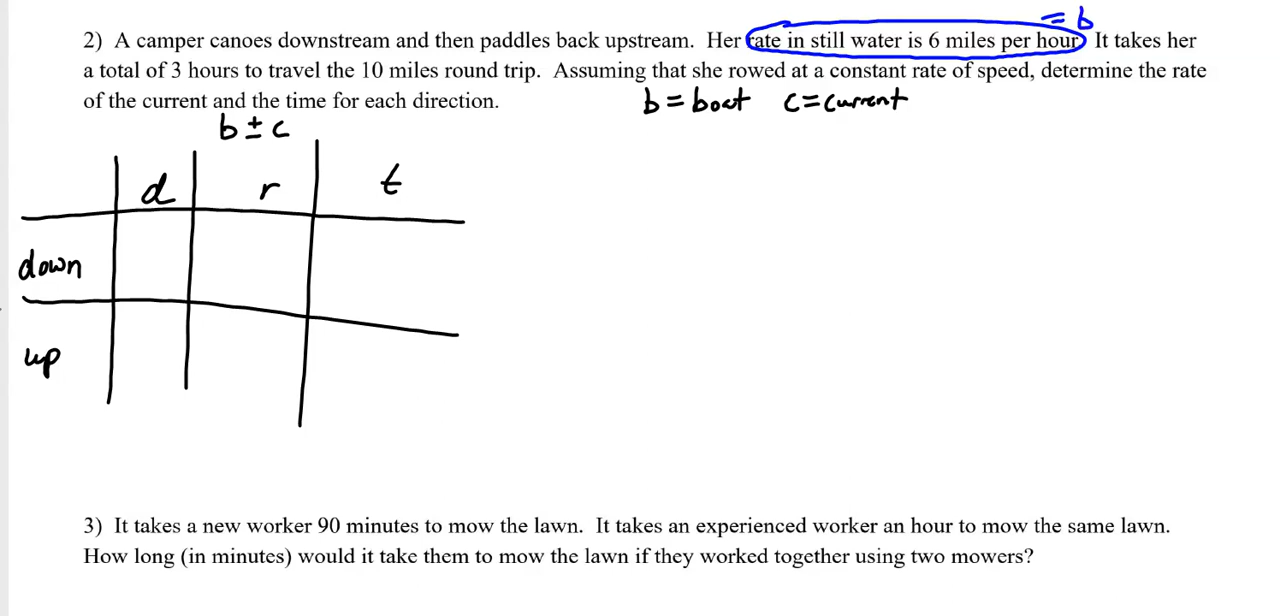 = b
2) A camper canoes downstream and then paddles back upstream. Her rate in still water is 6 miles per hour. It takes her
a total of 3 hours to travel the 10 miles round trip. Assuming that she rowed at a constant rate of speed, determine the rate
of the current and the time for each direction. b = boat c = current
b ± c
d r t
down
up
3) It takes a new worker 90 minutes to mow the lawn. It takes an experienced worker an hour to mow the same lawn.
How long (in minutes) would it take them to mow the lawn if they worked together using two mowers?